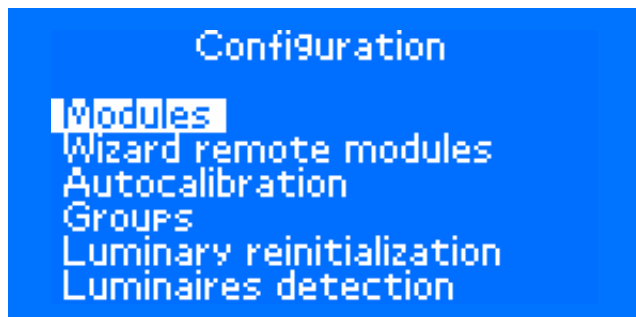 Configuration
Modules
Wizard remote modules
Autocalibration
Groups
Luminary reinitialization
Luminaires detection